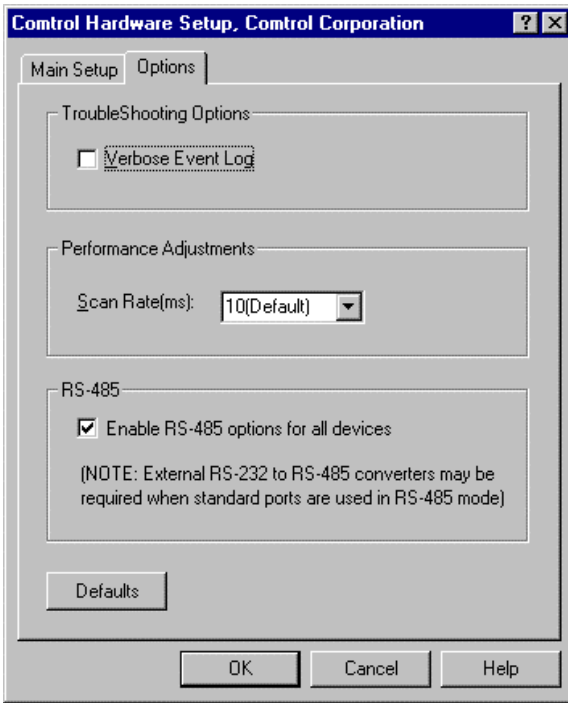 Comtrol Hardware Setup, Comtrol Corporation
Main Setup Options
TroubleShooting Options
Verbose Event Log
Performance Adjustments
Scan Rate(ms): 10(Default)
RS-485
Enable RS-485 options for all devices
(NOTE: External RS-232 to RS-485 converters may be
required when standard ports are used in RS-485 mode)
Defaults
OK Cancel Help